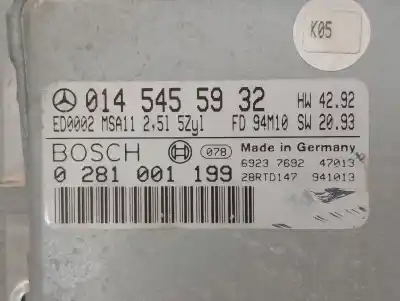 K05
014 545 59 32 HW 42.92
ED0002 MSA11 2,5l 5Zyl FD 94M10 SW 20.93
BOSCH 078 Made in Germany
6923 7692 47013
0 281 001 199 28RTD147 941013